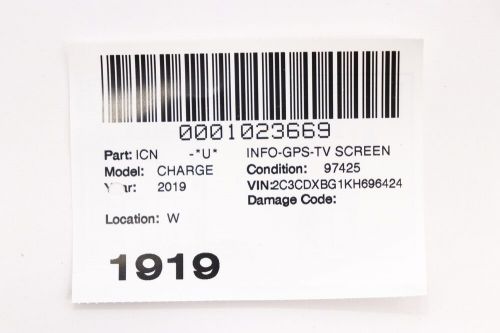 0001023669
Part: ICN -*U* INFO-GPS-TV SCREEN
Model: CHARGE Condition: 97425
Year: 2019 VIN:2C3CDXBG1KH696424
Damage Code:
Location: W
1919